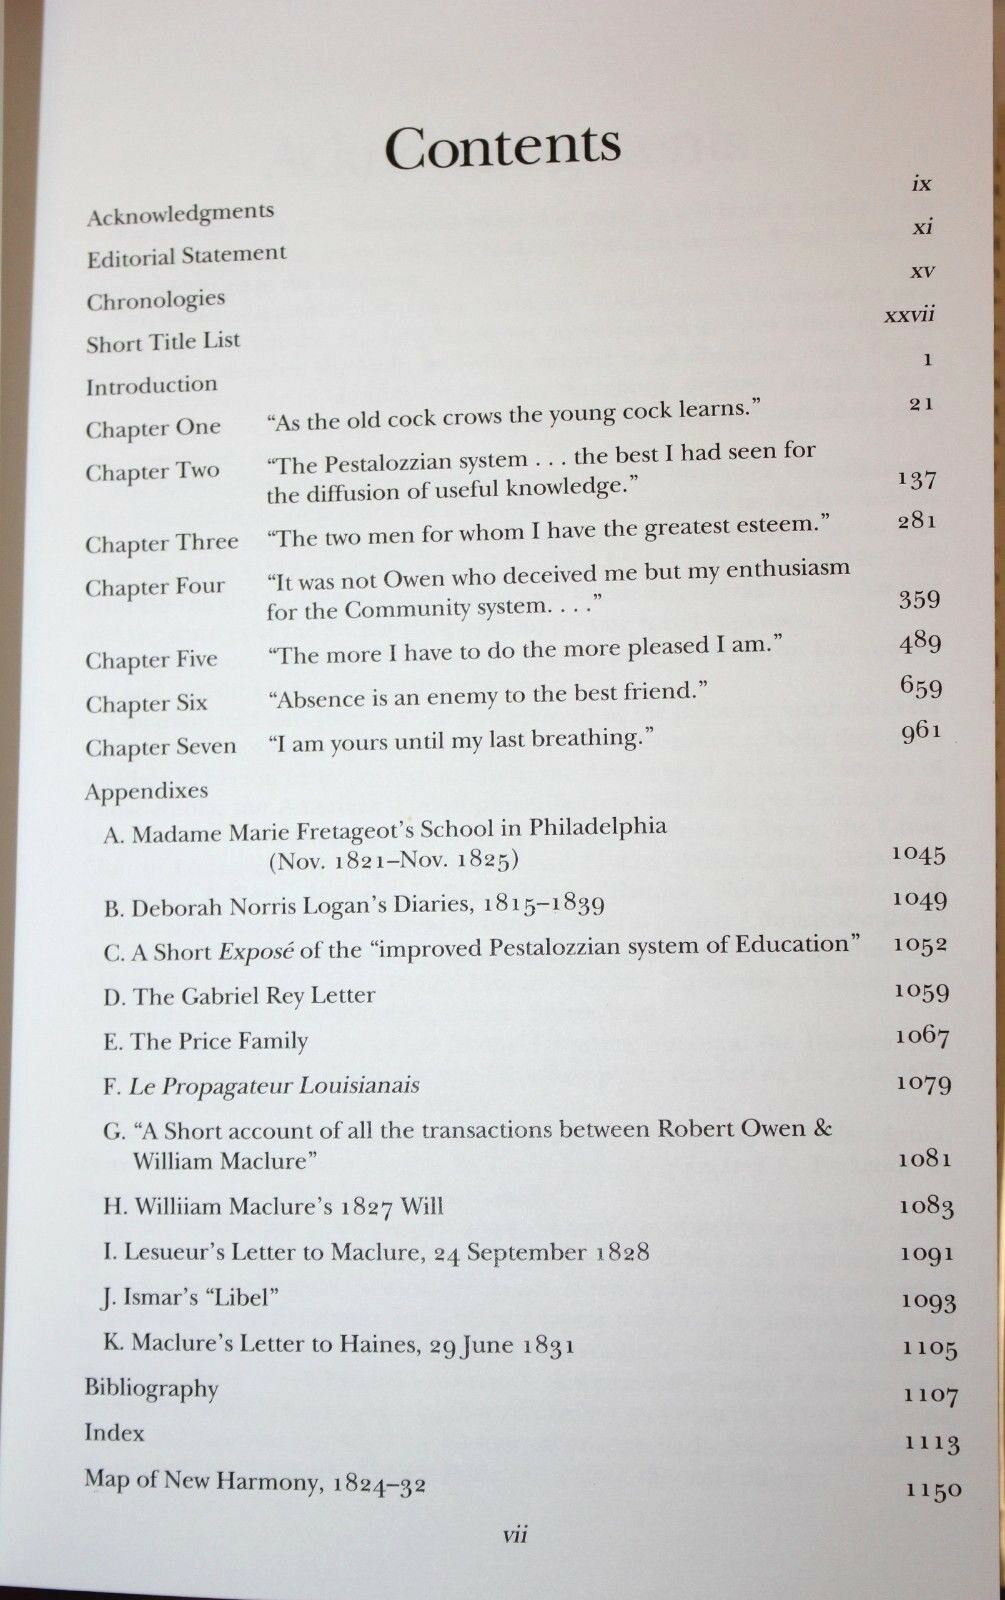 Contents
Acknowledgments ix
Editorial Statement xi
Chronologies xv
Short Title List xxvii
Introduction 1
Chapter One “As the old cock crows the young cock learns.” 21
Chapter Two “The Pestalozzian system . . . the best I had seen for
the diffusion of useful knowledge.” 137
Chapter Three “The two men for whom I have the greatest esteem.” 281
Chapter Four “It was not Owen who deceived me but my enthusiasm
for the Community system. . . .” 359
Chapter Five “The more I have to do the more pleased I am.” 489
Chapter Six “Absence is an enemy to the best friend.” 659
Chapter Seven “I am yours until my last breathing.” 961
Appendixes
A. Madame Marie Fretageot’s School in Philadelphia
(Nov. 1821–Nov. 1825) 1045
B. Deborah Norris Logan’s Diaries, 1815–1839 1049
C. A Short Exposé of the “improved Pestalozzian system of Education” 1052
D. The Gabriel Rey Letter 1059
E. The Price Family 1067
F. Le Propagateur Louisianais 1079
G. “A Short account of all the transactions between Robert Owen &
William Maclure” 1081
H. Williiam Maclure’s 1827 Will 1083
I. Lesueur’s Letter to Maclure, 24 September 1828 1091
J. Ismar’s “Libel” 1093
K. Maclure’s Letter to Haines, 29 June 1831 1105
Bibliography 1107
Index 1113
Map of New Harmony, 1824–32 1150
vii